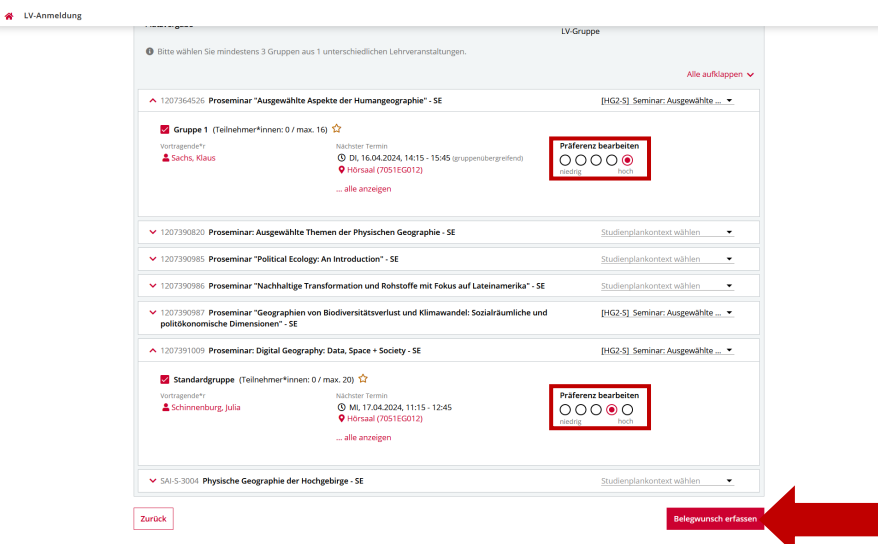 LV-Anmeldung
LV-Gruppe
Bitte wählen Sie mindestens 3 Gruppen aus 1 unterschiedlichen Lehrveranstaltungen.
Alle aufklappen
1207364526 Proseminar "Ausgewählte Aspekte der Humangeographie" - SE [HG2-S] Seminar: Ausgewählte ...
Gruppe 1 (Teilnehmer*innen: 0 / max. 16)
Vortragende*r Nächster Termin Präferenz bearbeiten
Sachs, Klaus DI, 16.04.2024, 14:15 - 15:45 (gruppenübergreifend)
Hörsaal (7051EG012)
niedrig hoch
... alle anzeigen
1207390820 Proseminar: Ausgewählte Themen der Physischen Geographie - SE Studienplankontext wählen
1207390985 Proseminar "Political Ecology: An Introduction" - SE Studienplankontext wählen
1207390986 Proseminar "Nachhaltige Transformation und Rohstoffe mit Fokus auf Lateinamerika" - SE Studienplankontext wählen
1207390987 Proseminar "Geographien von Biodiversitätsverlust und Klimawandel: Sozialräumliche und [HG2-S] Seminar: Ausgewählte ...
politökonomische Dimensionen" - SE
1207391009 Proseminar: Digital Geography: Data, Space + Society - SE [HG2-S] Seminar: Ausgewählte ...
Standardgruppe (Teilnehmer*innen: 0 / max. 20)
Vortragende*r Nächster Termin Präferenz bearbeiten
Schinnenburg, Julia MI, 17.04.2024, 11:15 - 12:45
Hörsaal (7051EG012)
niedrig hoch
... alle anzeigen
SAI-S-3004 Physische Geographie der Hochgebirge - SE Studienplankontext wählen
Zurück Belegwunsch erfassen